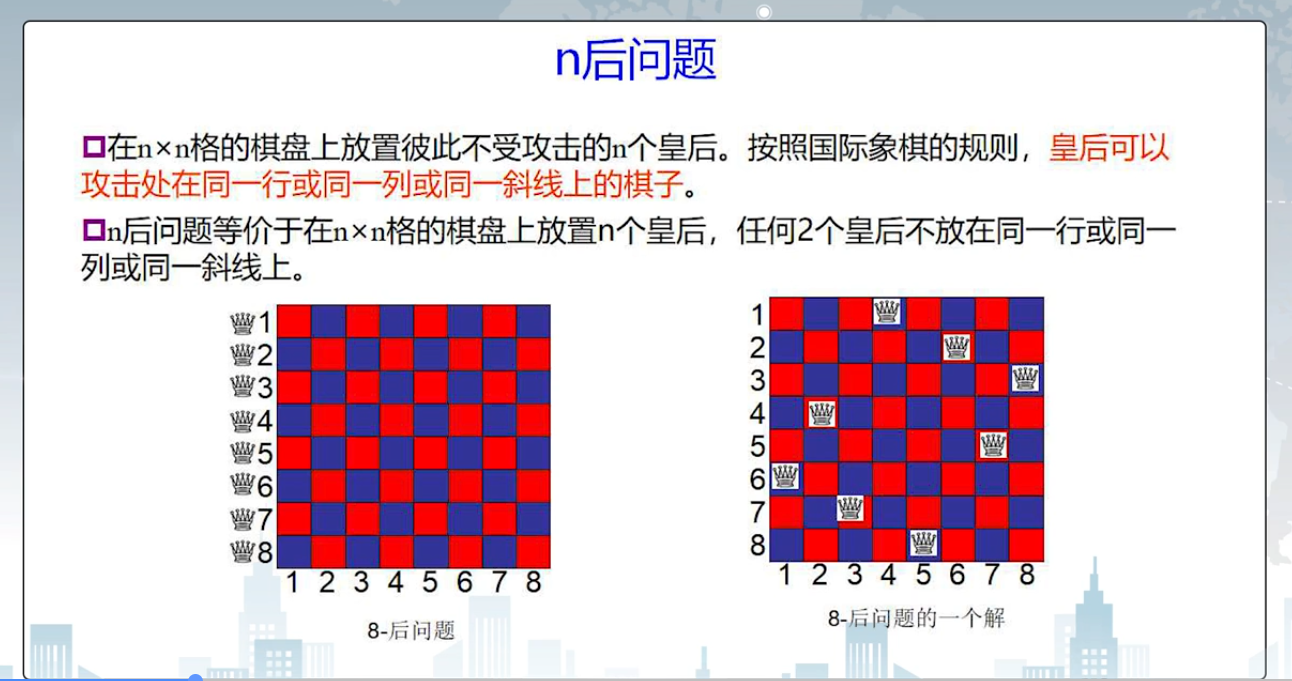 n后问题
在n×n格的棋盘上放置彼此不受攻击的n个皇后。按照国际象棋的规则，皇后可以
攻击处在同一行或同一列或同一斜线上的棋子。
n后问题等价于在n×n格的棋盘上放置n个皇后，任何2个皇后不放在同一行或同一
列或同一斜线上。
1
2
3
4
5
6
7
8
1 2 3 4 5 6 7 8
8-后问题
1
2
3
4
5
6
7
8
1 2 3 4 5 6 7 8
8-后问题的一个解